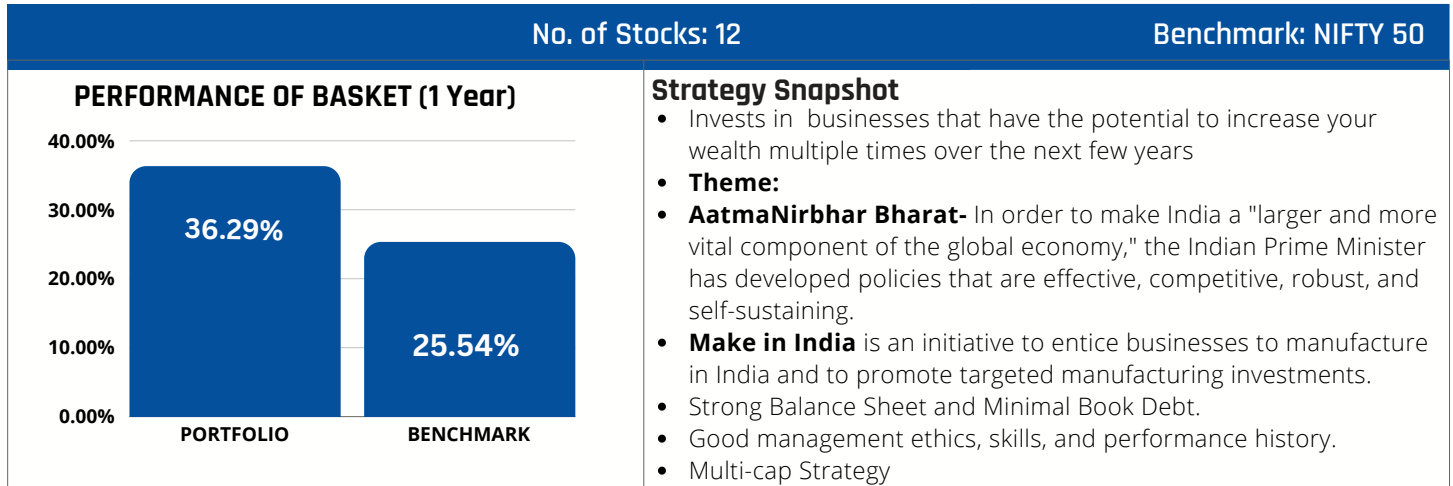 No. of Stocks: 12
Benchmark: NIFTY 50
PERFORMANCE OF BASKET (1 Year)
40.00%
30.00%
20.00%
10.00%
0.00%
36.29%
25.54%
PORTFOLIO
BENCHMARK
Strategy Snapshot
• Invests in businesses that have the potential to increase your
wealth multiple times over the next few years
• Theme:
• AatmaNirbhar Bharat- In order to make India a "larger and more
vital component of the global economy," the Indian Prime Minister
has developed policies that are effective, competitive, robust, and
self-sustaining.
• Make in India is an initiative to entice businesses to manufacture
in India and to promote targeted manufacturing investments.
• Strong Balance Sheet and Minimal Book Debt.
• Good management ethics, skills, and performance history.
• Multi-cap Strategy